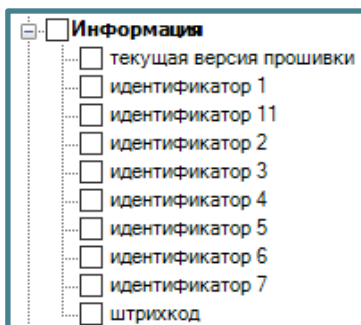 Информация
текущая версия прошивки
идентификатор 1
идентификатор 11
идентификатор 2
идентификатор 3
идентификатор 4
идентификатор 5
идентификатор 6
идентификатор 7
штрихкод